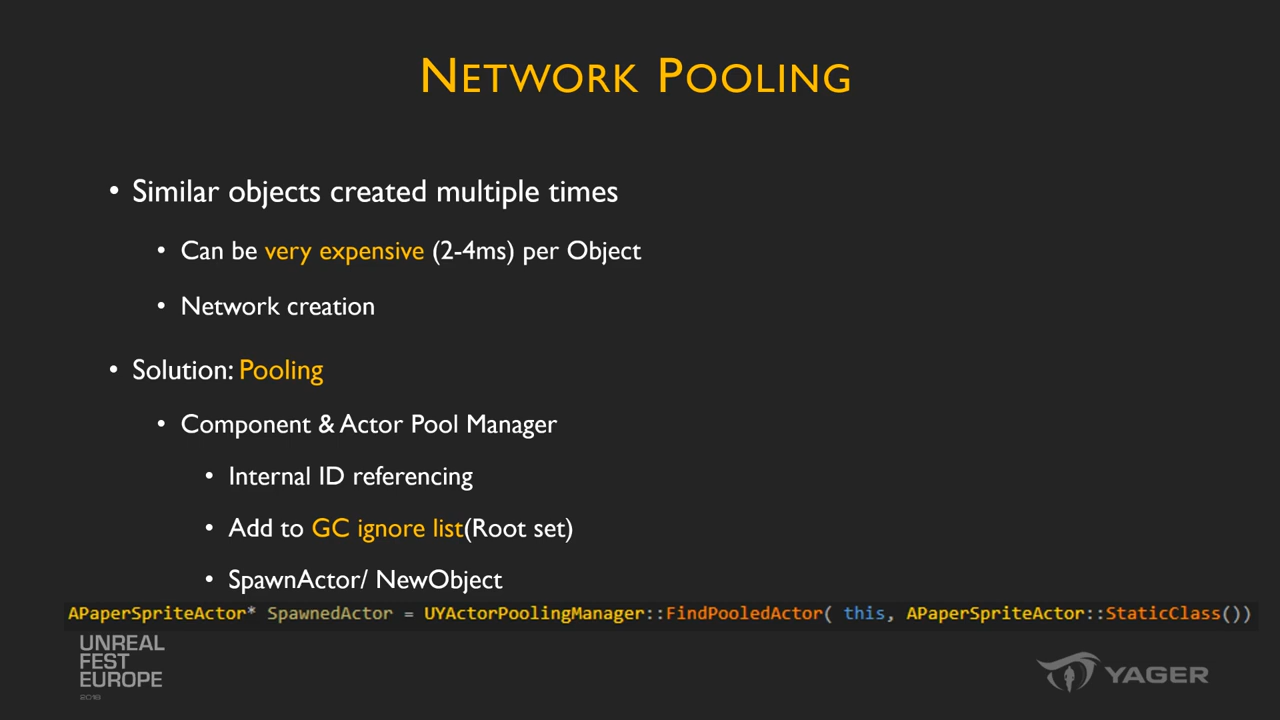 NETWORK POOLING
• Similar objects created multiple times
• Can be very expensive (2-4ms) per Object
• Network creation
• Solution: Pooling
• Component & Actor Pool Manager
• Internal ID referencing
• Add to GC ignore list(Root set)
• SpawnActor/ NewObject
APaperSpriteActor* SpawnedActor = UYActorPoolingManager::FindPooledActor( this, APaperSpriteActor::StaticClass())
UNREAL
FEST
EUROPE
2018
YAGER